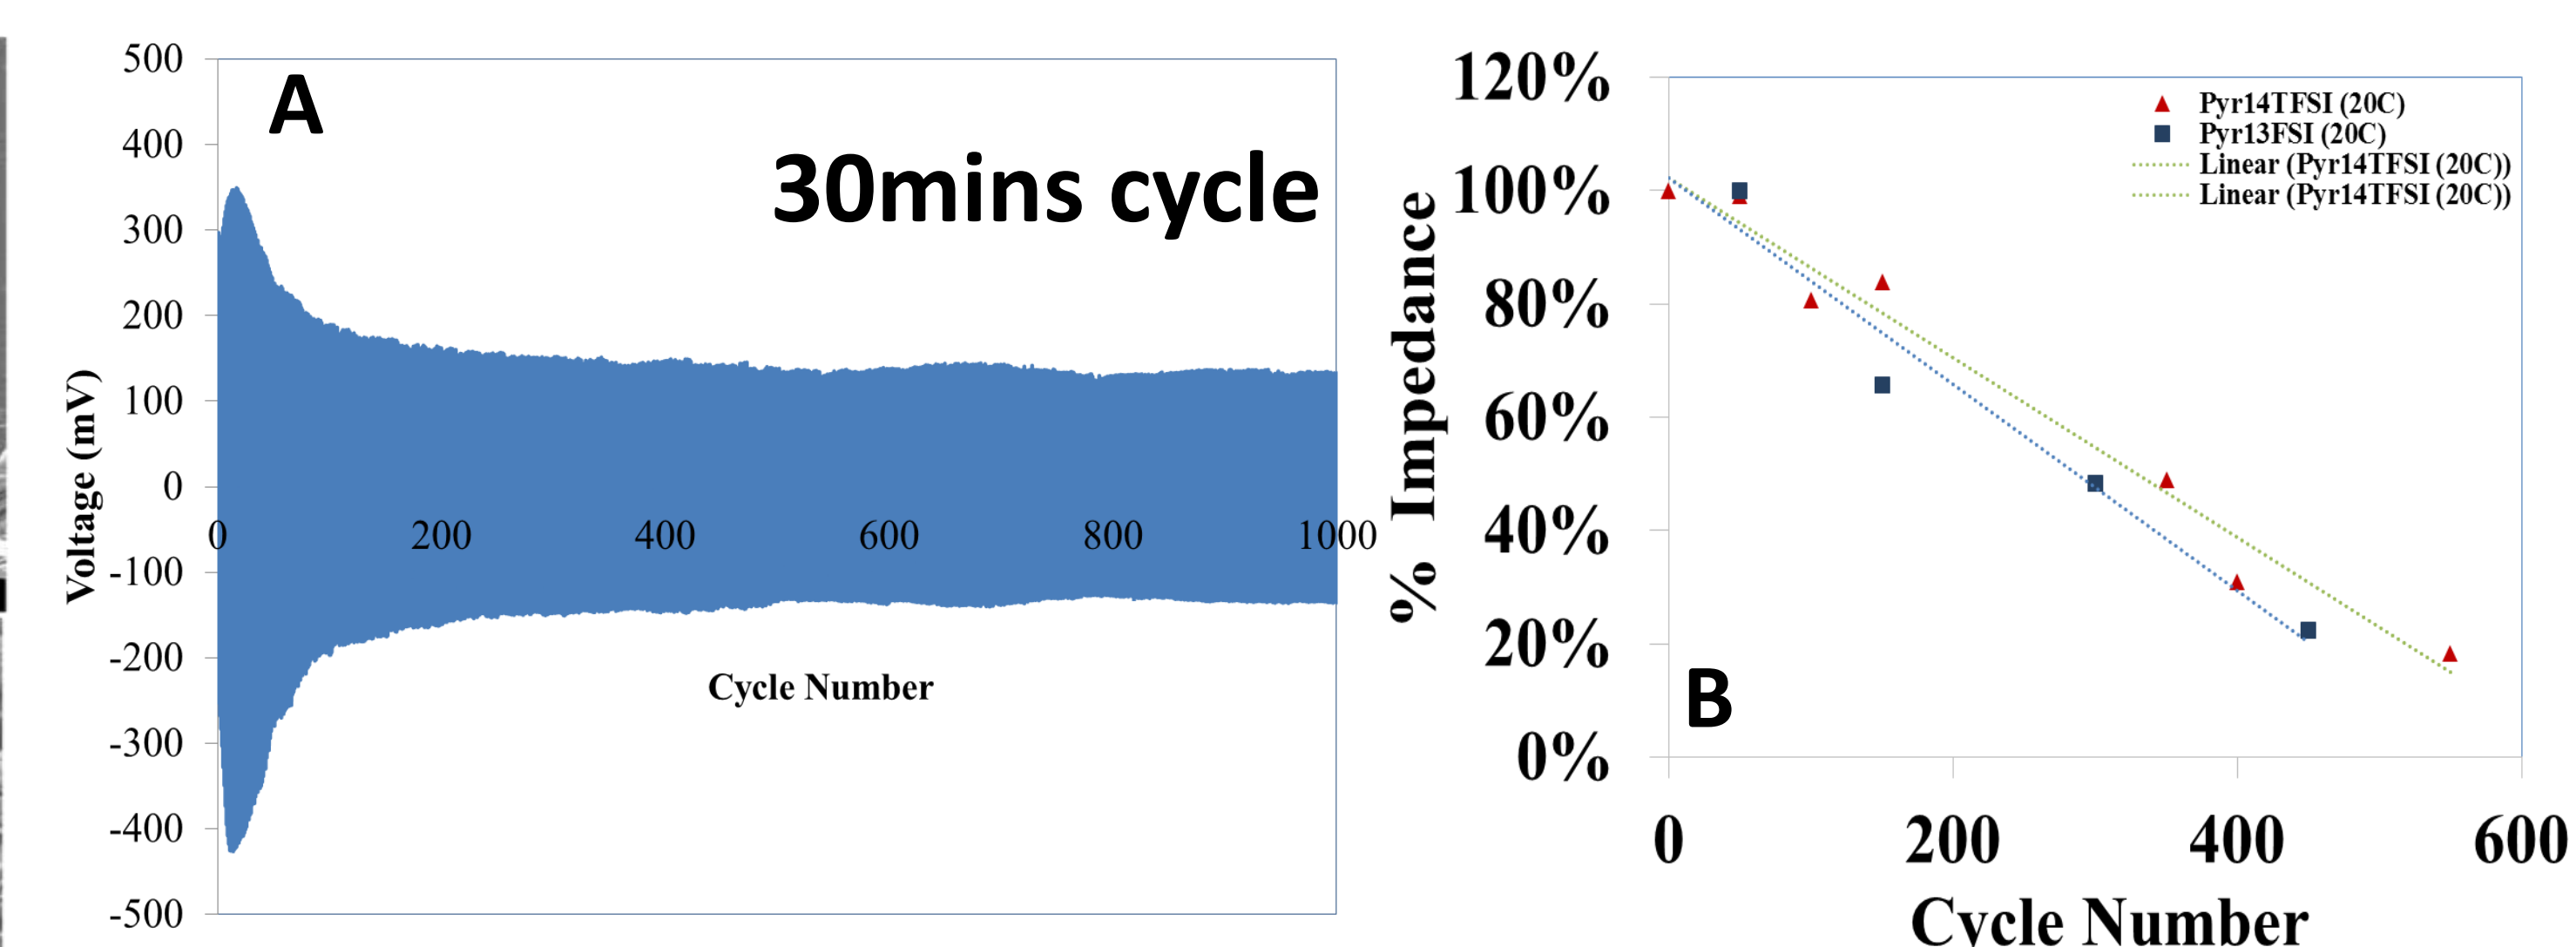 A
30mins cycle
500
400
300
200
100
0
-100
-200
-300
-400
-500
Voltage (mV)
0 200 400 600 800 1000
Cycle Number
120%
100%
80%
60%
40%
20%
0%
% Impedance
Pyr14TFSI (20C)
Pyr13FSI (20C)
Linear (Pyr14TFSI (20C))
Linear (Pyr14TFSI (20C))
B
0 200 400 600
Cycle Number